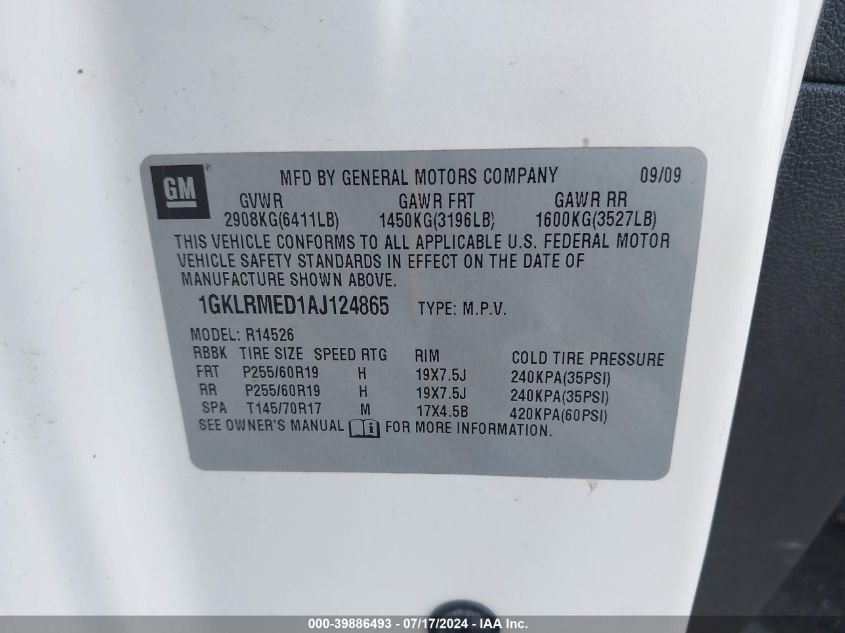 GM ® MFD BY GENERAL MOTORS COMPANY 09/09
GVWR GAWR FRT GAWR RR
2908KG(6411LB) 1450KG(3196LB) 1600KG(3527LB)
THIS VEHICLE CONFORMS TO ALL APPLICABLE U.S. FEDERAL MOTOR
VEHICLE SAFETY STANDARDS IN EFFECT ON THE DATE OF
MANUFACTURE SHOWN ABOVE.
1GKLRMED1AJ124865 TYPE: M.P.V.
MODEL: R14526
RBBK TIRE SIZE SPEED RTG RIM COLD TIRE PRESSURE
FRT P255/60R19 H 19X7.5J 240KPA(35PSI)
RR P255/60R19 H 19X7.5J 240KPA(35PSI)
SPA T145/70R17 M 17X4.5B 420KPA(60PSI)
SEE OWNER'S MANUAL i FOR MORE INFORMATION.
000-39886493 - 07/17/2024 - IAA Inc.